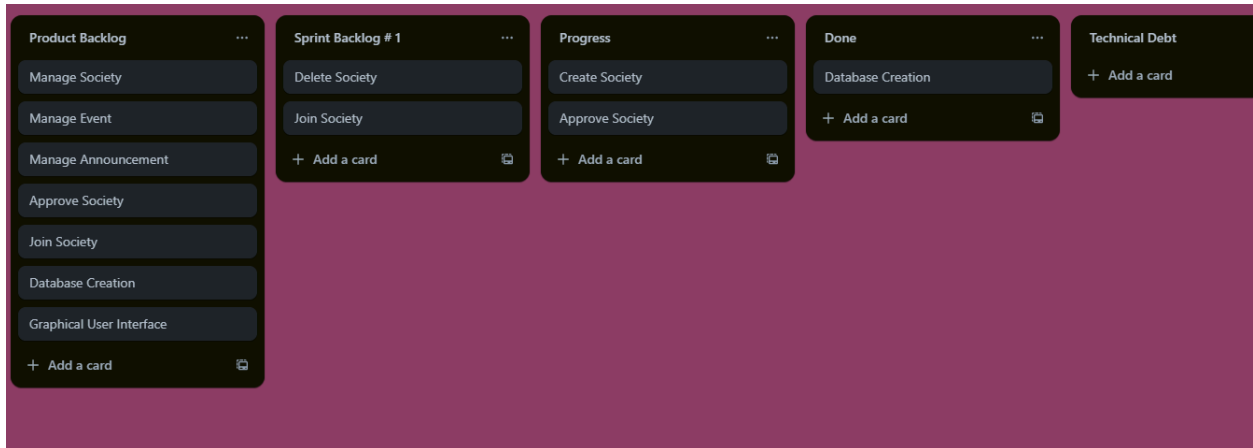 Product Backlog
Manage Society
Manage Event
Manage Announcement
Approve Society
Join Society
Database Creation
Graphical User Interface
+ Add a card
Sprint Backlog # 1
Delete Society
Join Society
+ Add a card
Progress
Create Society
Approve Society
+ Add a card
Done
Database Creation
+ Add a card
Technical Debt
+ Add a card